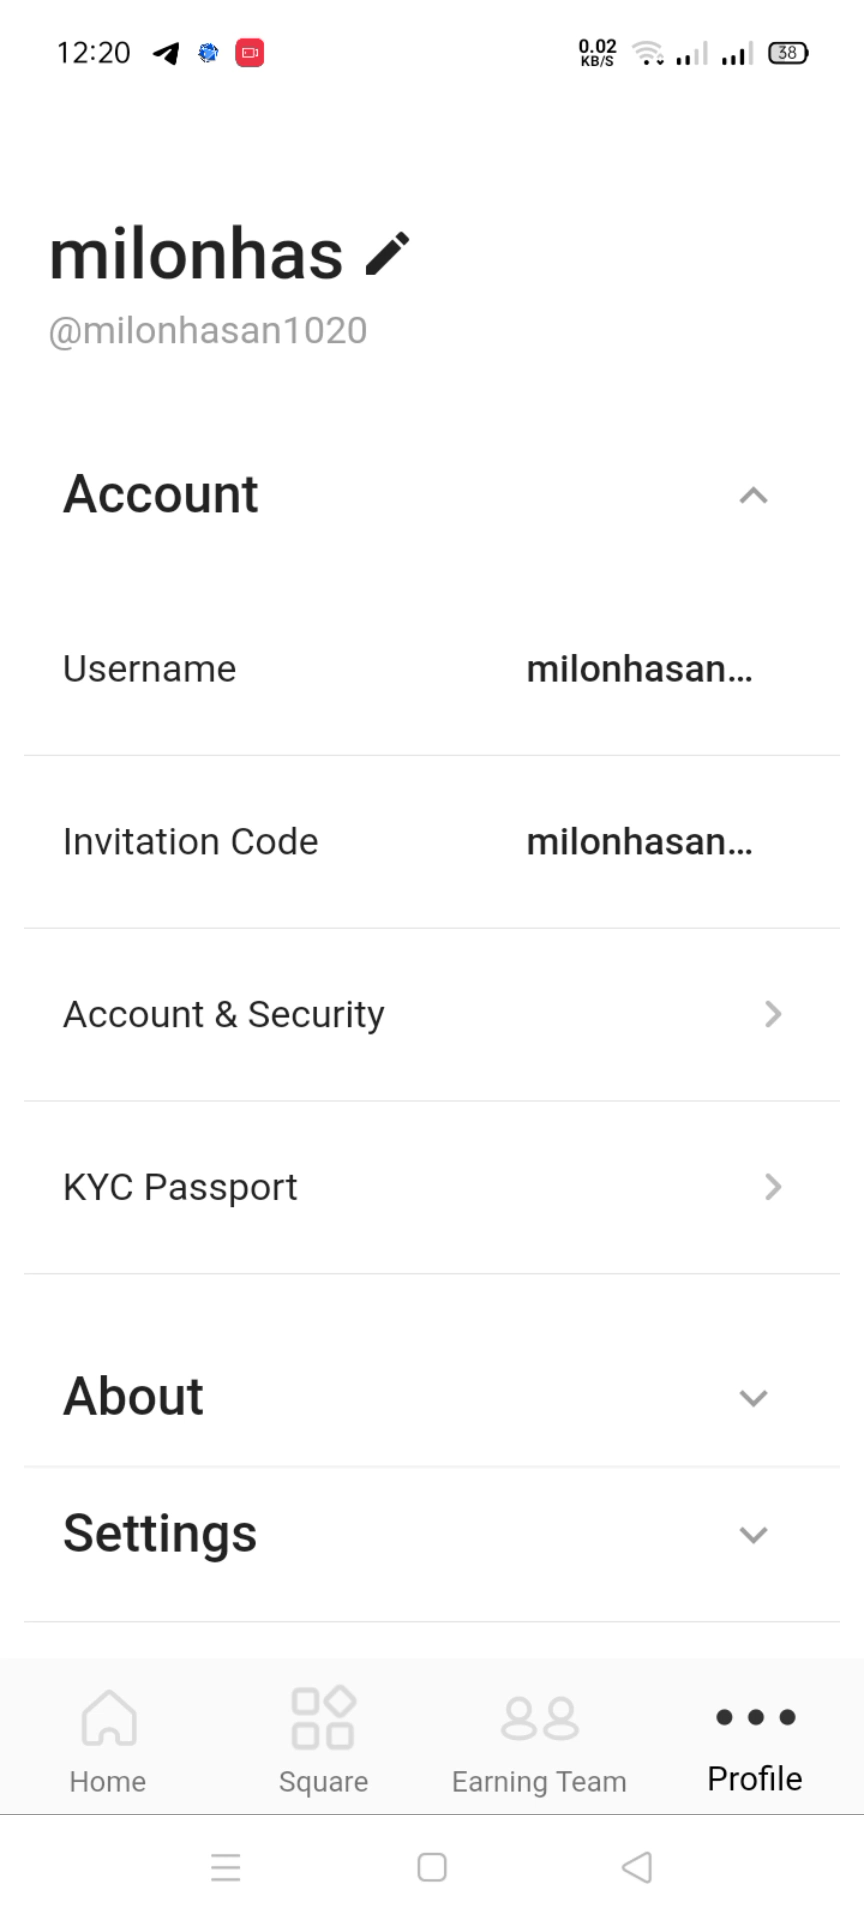 12:20
0.02
KB/S
38
milonhas
@milonhasan1020
Account
Username milonhasan...
Invitation Code milonhasan...
Account & Security
KYC Passport
About
Settings
Home Square Earning Team Profile